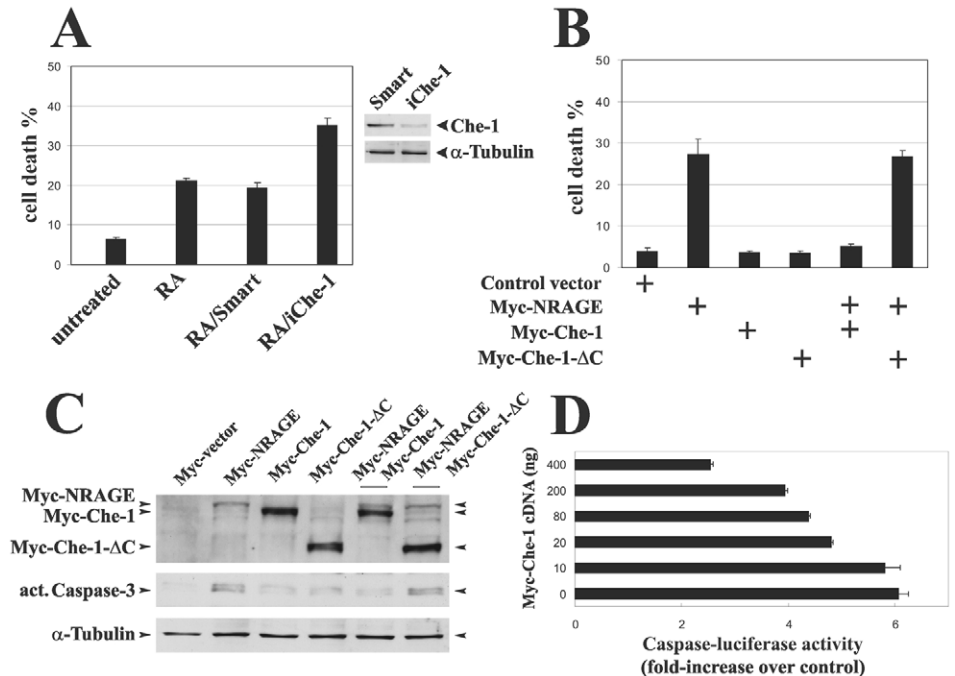 A
50
40
30
20
10
0
cell death %
untreated
RA
RA/Smart
RA/iChe-1
Smart
iChe-1
Che-1
α-Tubulin
B
50
40
30
20
10
0
cell death %
Control vector +
Myc-NRAGE + + +
Myc-Che-1 + +
Myc-Che-1-ΔC + +
C
Myc-vector
Myc-NRAGE
Myc-Che-1
Myc-Che-1-ΔC
Myc-NRAGE
Myc-Che-1
Myc-NRAGE
Myc-Che-1-ΔC
Myc-NRAGE
Myc-Che-1
Myc-Che-1-ΔC
act. Caspase-3
α-Tubulin
D
Myc-Che-1 cDNA (ng)
400
200
80
20
10
0
0 2 4 6
Caspase-luciferase activity
(fold-increase over control)